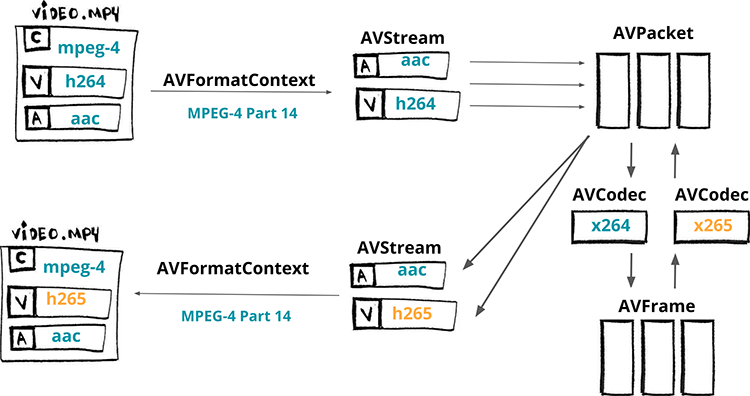 ViDEO.MP4
C mpeg-4
V h264
A aac
AVFormatContext
MPEG-4 Part 14
AVStream
A aac
V h264
AVPacket
AVCodec AVCodec
x264 x265
AVFrame
ViDEO.MP4
C mpeg-4
V h265
A aac
AVFormatContext
MPEG-4 Part 14
AVStream
A aac
V h265